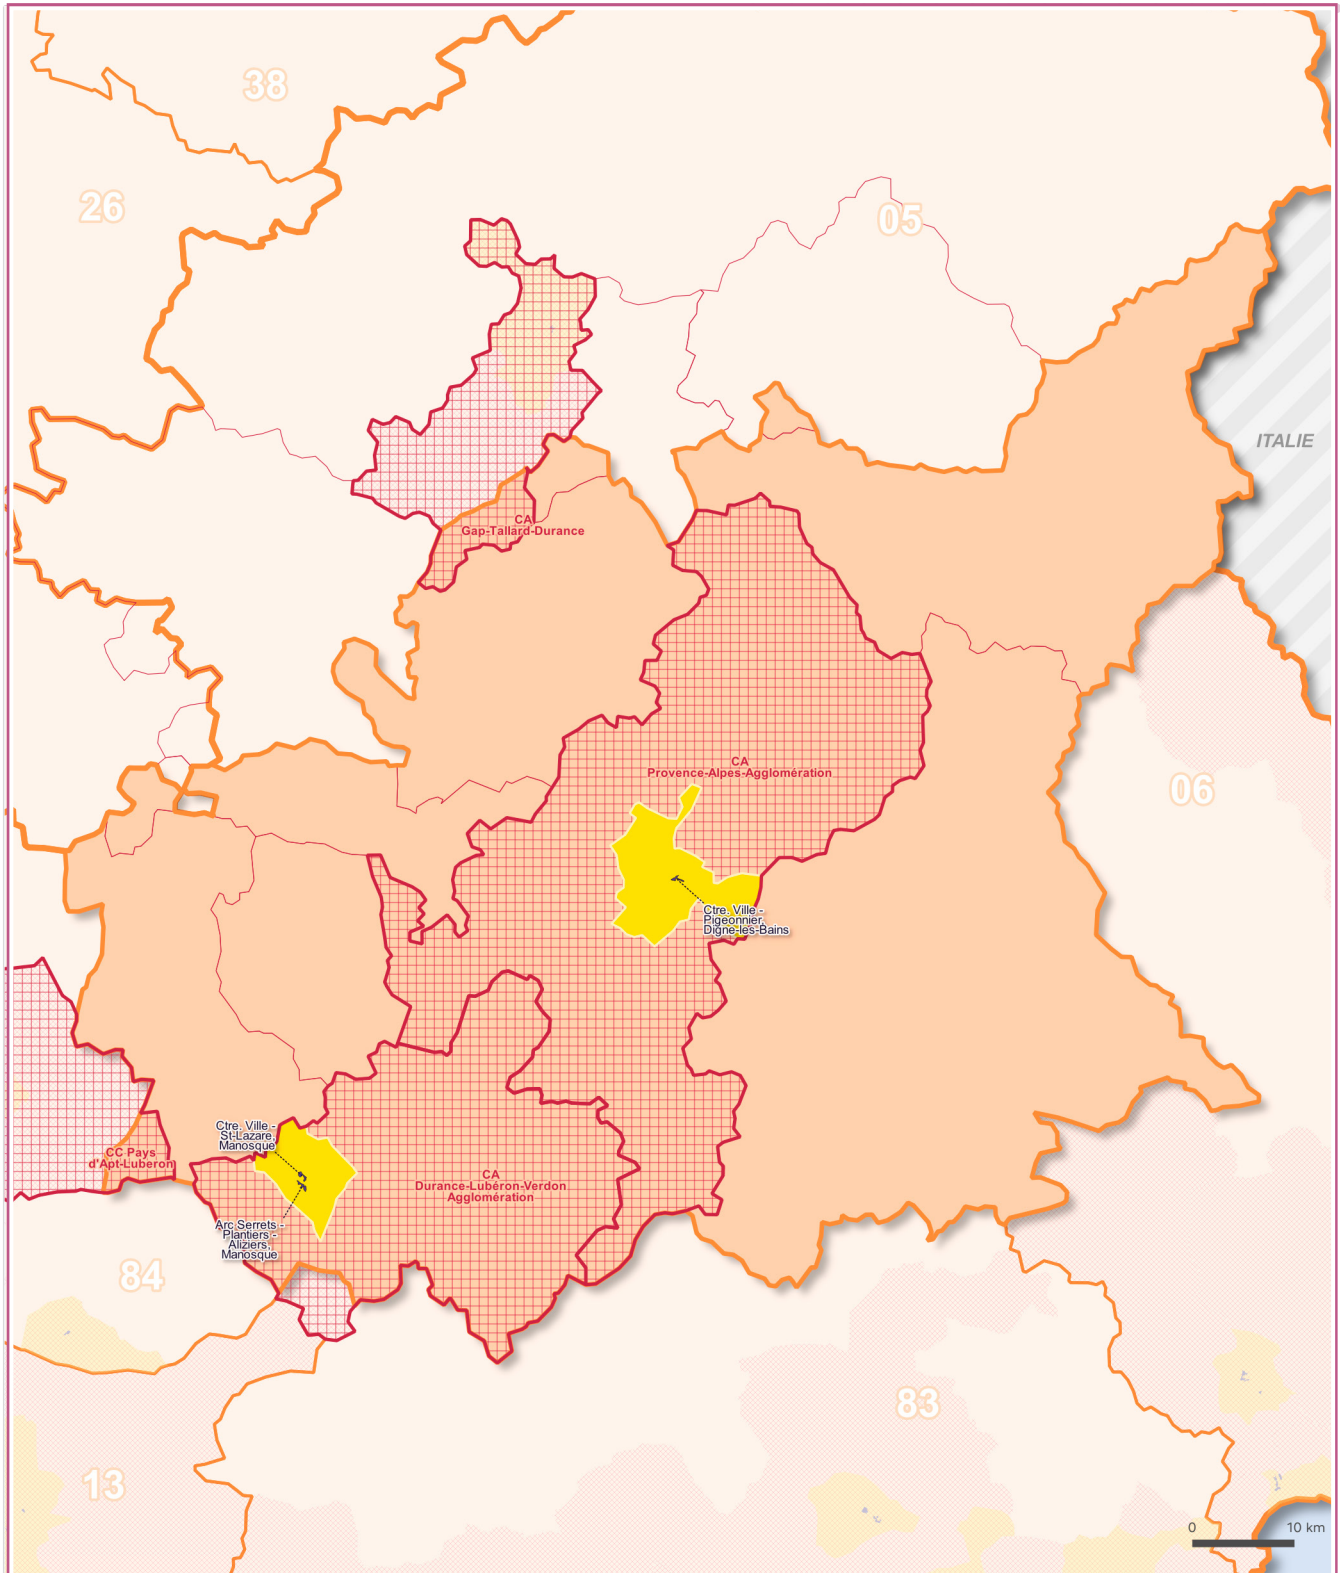 38
26
05
ITALIE
CA
Gap-Tallard-Durance
CA
Provence-Alpes-Agglomération
06
Ctre. Ville -
Pigeonnier,
Digne-les-Bains
Ctre. Ville -
St-Lazare,
Manosque
CC Pays
d'Apt-Luberon
CA
Durance-Lubéron-Verdon
Agglomération
Arc Serrets -
Plantiers -
Aliziers,
Manosque
84
83
13
0
10 km